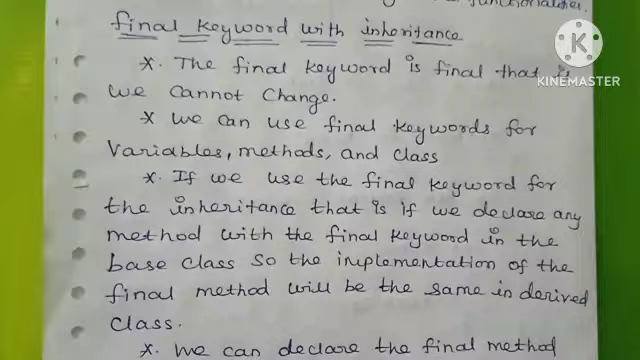 functionalities.
final keyword with inheritance
*. The final keyword is final that is
we cannot change.
* we can use final keywords for
variables, methods, and class
*. If we use the final keyword for
the inheritance that is if we declare any
method with the final keyword in the
base class so the implementation of the
final method will be the same in derived
class.
* we can declare the final method
K
KINEMASTER